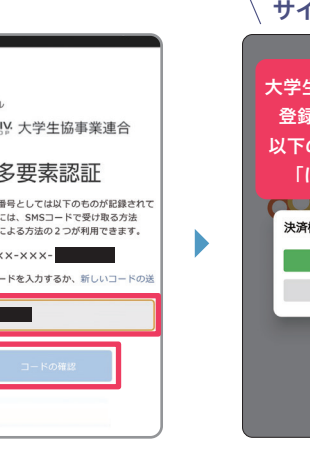 ル
大学生協事業連合
多要素認証
番号としては以下のものが記録されて
には、SMSコードで受け取る方法
による方法の２つが利用できます。
xx-xxx-
ードを入力するか、新しいコードの送
コードの確認
サイ
大学生
登録
以下の
「に
決済